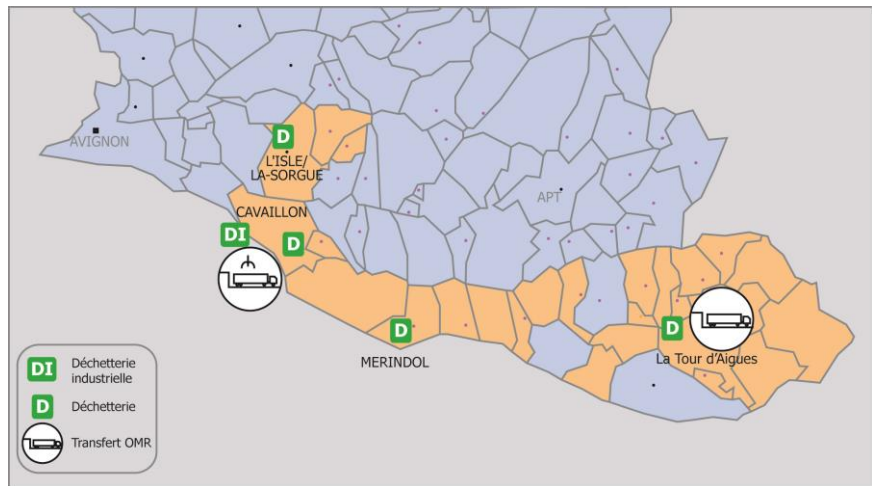 AVIGNON
D
L'ISLE/
LA-SORGUE
APT
CAVAILLON
DI
D
D
MERINDOL
D
La Tour d'Aigues
DI Déchetterie
industrielle
D Déchetterie
Transfert OMR